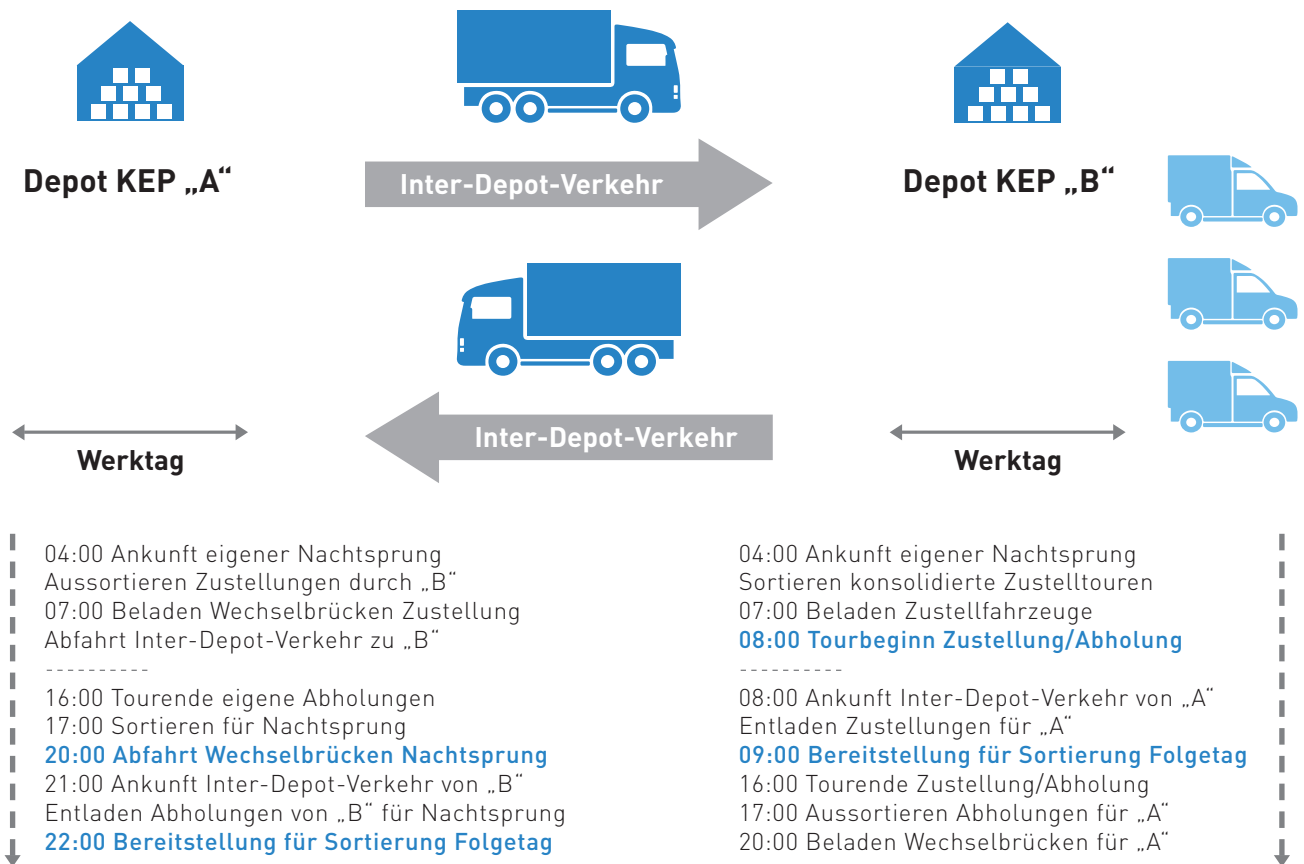 Depot KEP „A“
Inter-Depot-Verkehr
Depot KEP „B“
Inter-Depot-Verkehr
Werktag
Werktag
04:00 Ankunft eigener Nachtsprung
Aussortieren Zustellungen durch „B“
07:00 Beladen Wechselbrücken Zustellung
Abfahrt Inter-Depot-Verkehr zu „B“
----------
16:00 Tourende eigene Abholungen
17:00 Sortieren für Nachtsprung
20:00 Abfahrt Wechselbrücken Nachtsprung
21:00 Ankunft Inter-Depot-Verkehr von „B“
Entladen Abholungen von „B“ für Nachtsprung
22:00 Bereitstellung für Sortierung Folgetag
04:00 Ankunft eigener Nachtsprung
Sortieren konsolidierte Zustelltouren
07:00 Beladen Zustellfahrzeuge
08:00 Tourbeginn Zustellung/Abholung
----------
08:00 Ankunft Inter-Depot-Verkehr von „A“
Entladen Zustellungen für „A“
09:00 Bereitstellung für Sortierung Folgetag
16:00 Tourende Zustellung/Abholung
17:00 Aussortieren Abholungen für „A“
20:00 Beladen Wechselbrücken für „A“